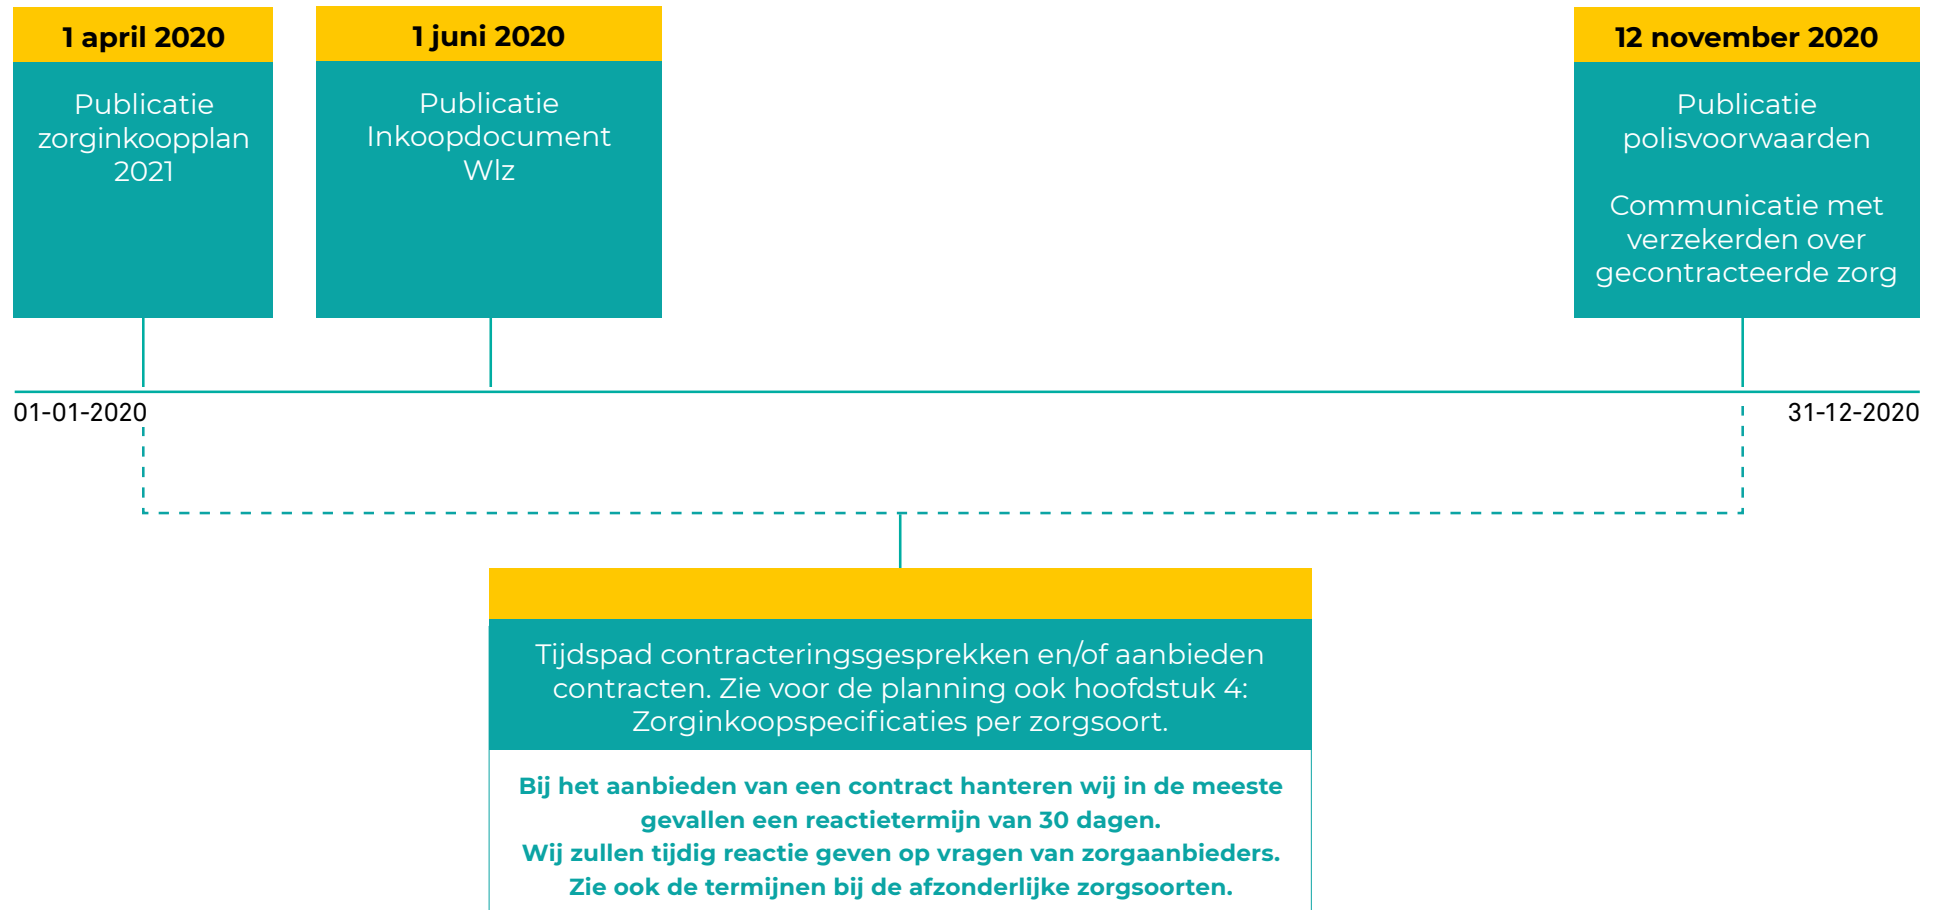 1 april 2020
Publicatie
zorginkoopplan
2021
1 juni 2020
Publicatie
Inkoopdocument
Wlz
12 november 2020
Publicatie
polisvoorwaarden
Communicatie met
verzekerden over
gecontracteerde zorg
01-01-2020
31-12-2020
Tijdspad contracteringsgesprekken en/of aanbieden
contracten. Zie voor de planning ook hoofdstuk 4:
Zorginkoopspecificaties per zorgsoort.
Bij het aanbieden van een contract hanteren wij in de meeste
gevallen een reactietermijn van 30 dagen.
Wij zullen tijdig reactie geven op vragen van zorgaanbieders.
Zie ook de termijnen bij de afzonderlijke zorgsoorten.